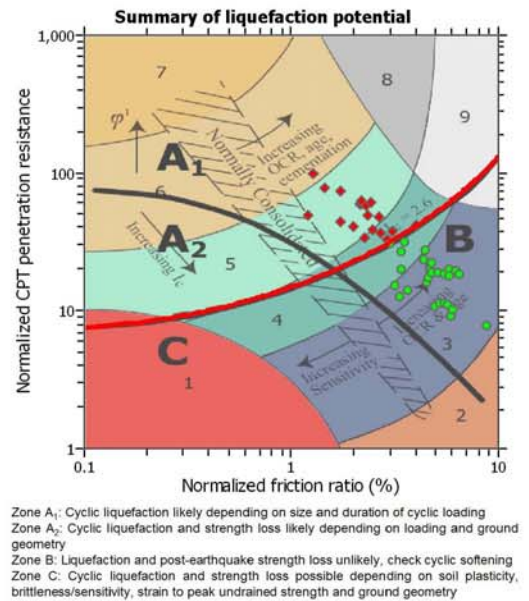 Summary of liquefaction potential
1,000
100
10
1
Normalized CPT penetration resistance
7
8
9
φ'
A1
6
A2
Normally Consolidated
Increasing
OCR, age,
cementation
= 2.6
B
Increasing Ic
5
4
C
1
Increasing
Sensitivity
Increasing
OCR & age
3
2
0.1
1
10
Normalized friction ratio (%)
Zone A1: Cyclic liquefaction likely depending on size and duration of cyclic loading
Zone A2: Cyclic liquefaction and strength loss likely depending on loading and ground
geometry
Zone B: Liquefaction and post-earthquake strength loss unlikely, check cyclic softening
Zone C: Cyclic liquefaction and strength loss possible depending on soil plasticity,
brittleness/sensitivity, strain to peak undrained strength and ground geometry